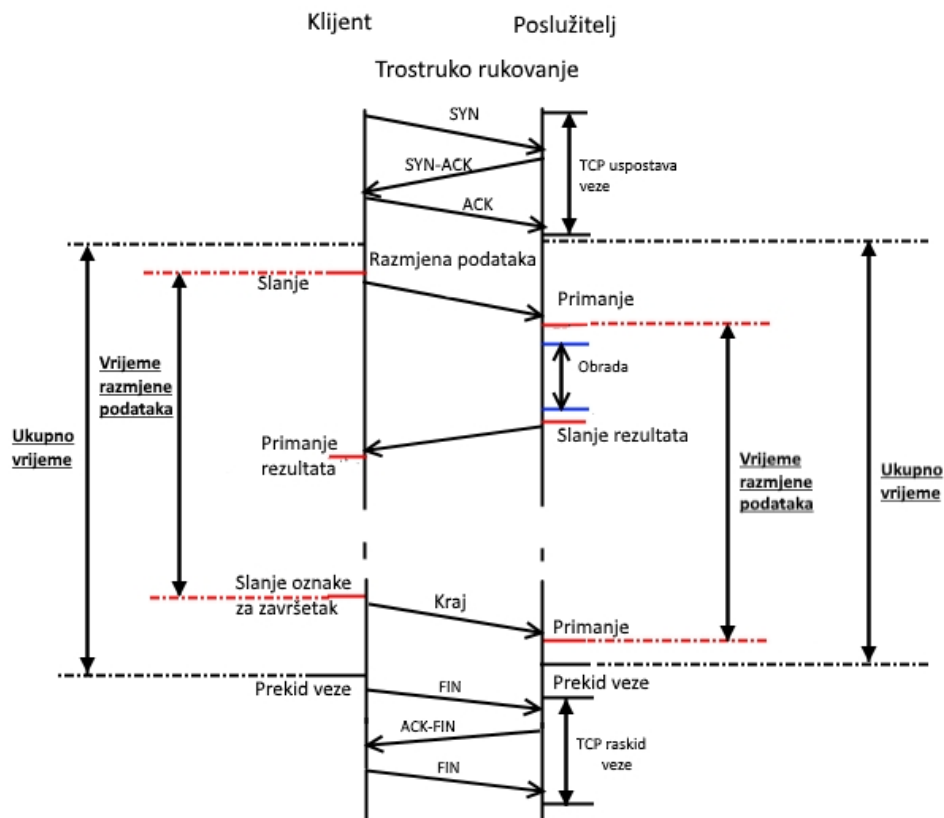 Klijent
Poslužitelj
Trostruko rukovanje
SYN
SYN-ACK
TCP uspostava
veze
ACK
Razmjena podataka
Slanje
Primanje
Obrada
Vrijeme
razmjene
podataka
Ukupno
vrijeme
Primanje
rezultata
Slanje rezultata
Vrijeme
razmjene
podataka
Ukupno
vrijeme
Slanje oznake
za završetak
Kraj
Primanje
Prekid veze
FIN
Prekid veze
ACK-FIN
TCP raskid
veze
FIN